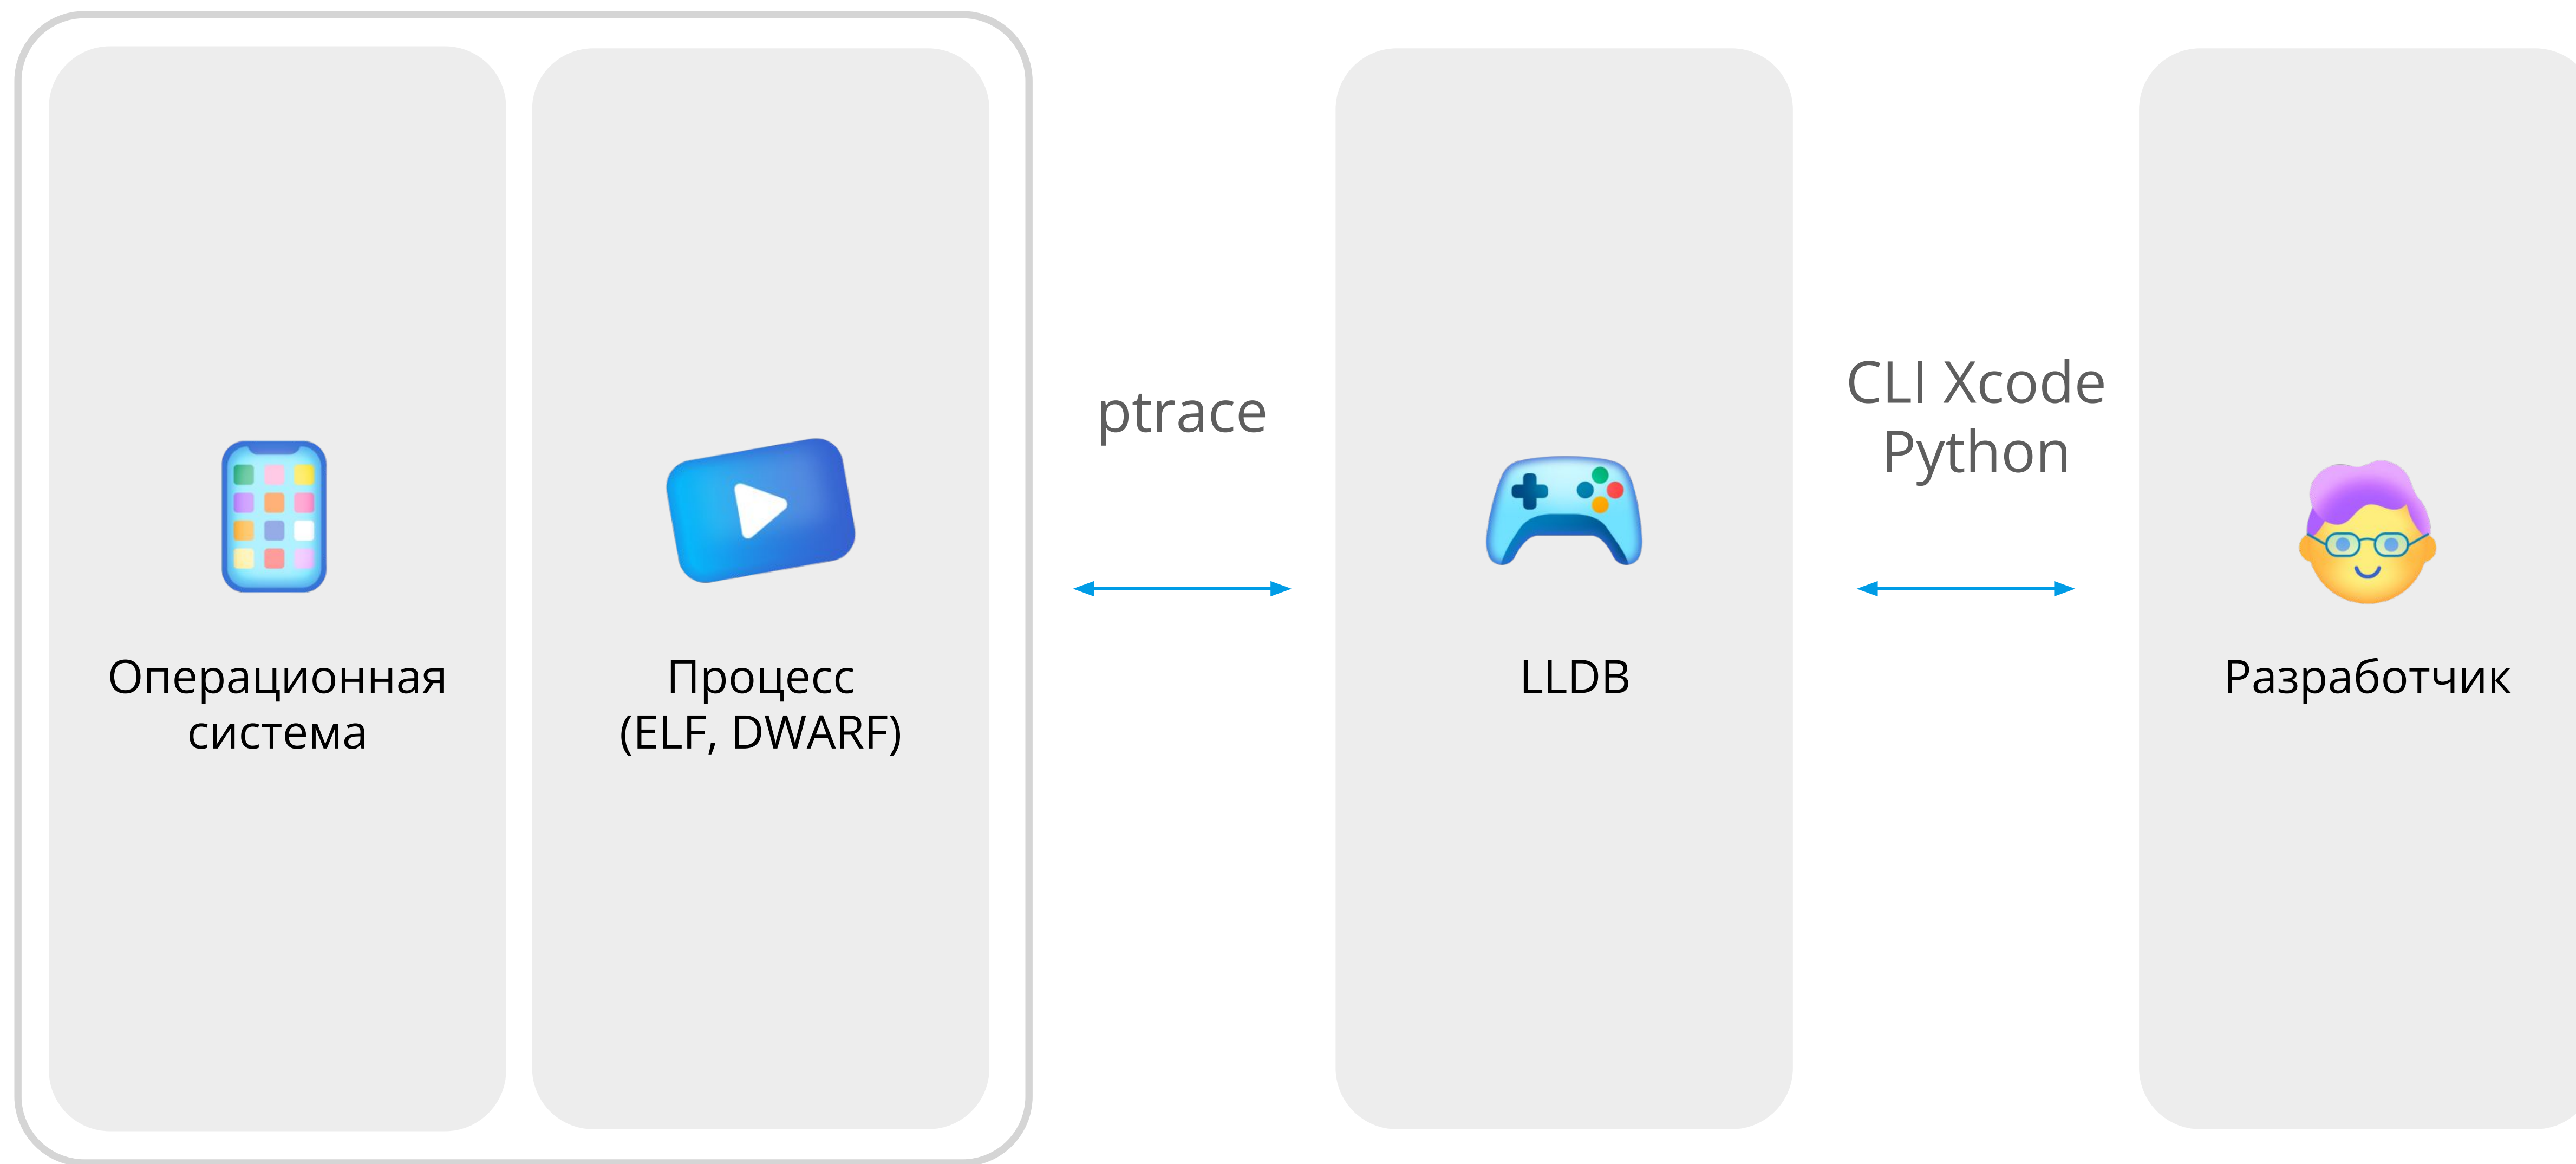 Операционная
система
Процесс
(ELF, DWARF)
ptrace
LLDB
CLI Xcode
Python
Разработчик